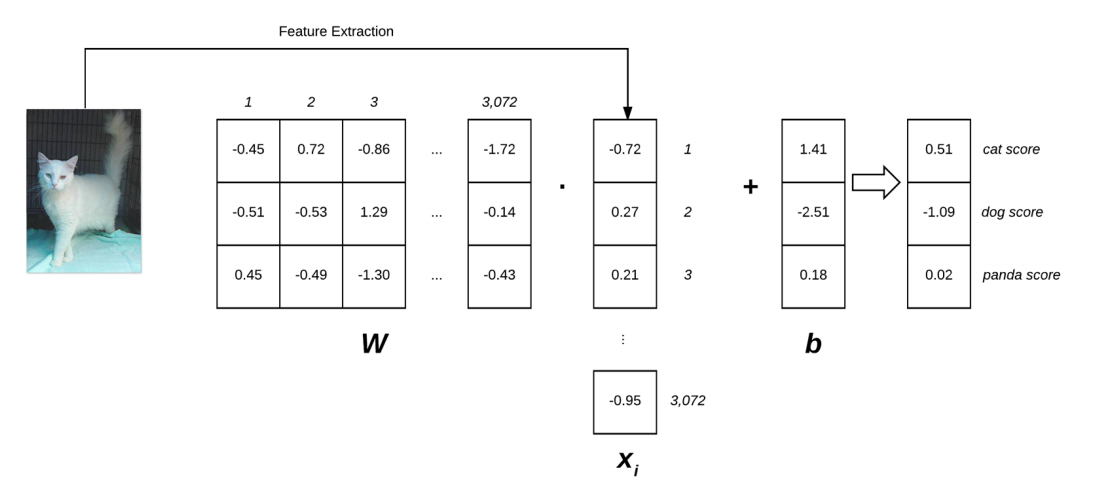 Feature Extraction
1 2 3 3,072
-0.45 0.72 -0.86 ... -1.72 · -0.72 1 + 1.41 0.51 cat score
-0.51 -0.53 1.29 ... -0.14 0.27 2 -2.51 -1.09 dog score
0.45 -0.49 -1.30 ... -0.43 0.21 3 0.18 0.02 panda score
W ⋮ b
-0.95 3,072
xi